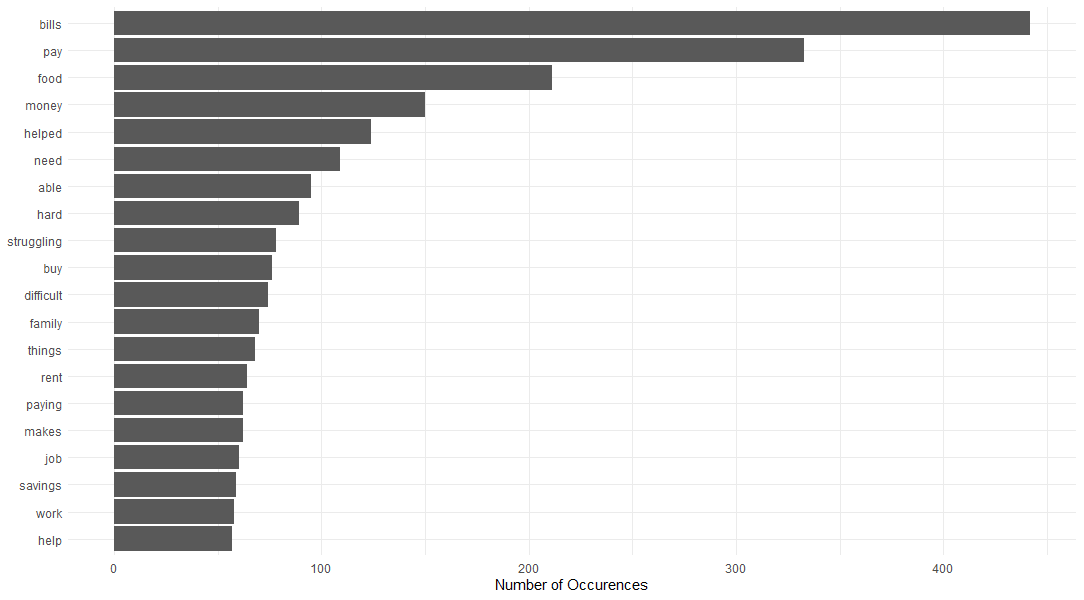 bills
pay
food
money
helped
need
able
hard
struggling
buy
difficult
family
things
rent
paying
makes
job
savings
work
help
0 100 200 300 400
Number of Occurences